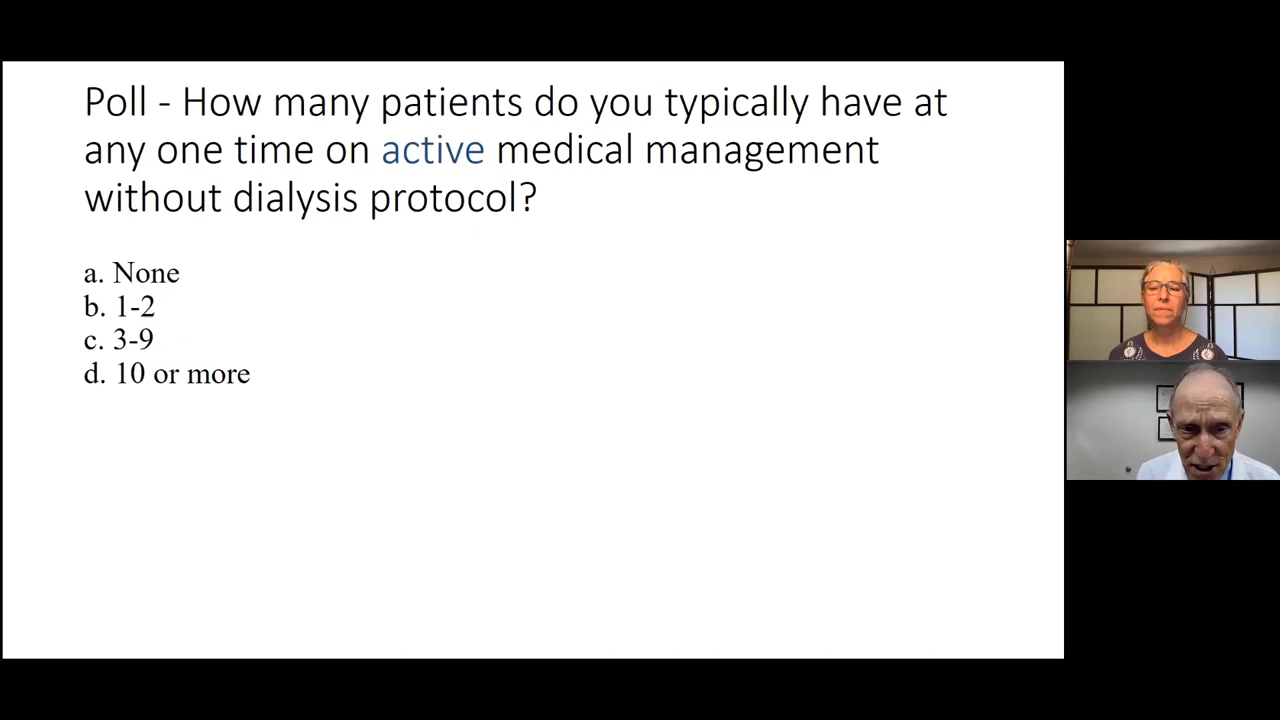 Poll - How many patients do you typically have at
any one time on active medical management
without dialysis protocol?
a. None
b. 1-2
c. 3-9
d. 10 or more